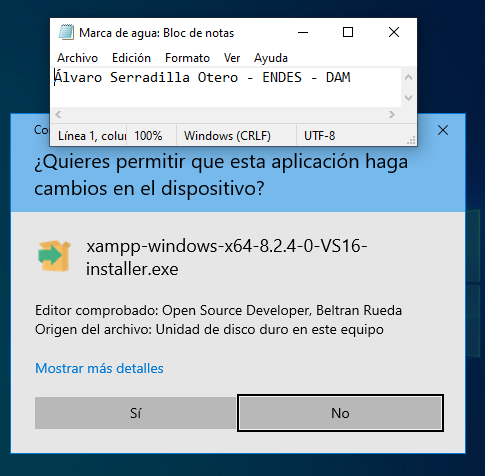 Marca de agua: Bloc de notas
Archivo Edición Formato Ver Ayuda
Álvaro Serradilla Otero - ENDES - DAM
Línea 1, colu 100% Windows (CRLF) UTF-8
Co
¿Quieres permitir que esta aplicación haga
cambios en el dispositivo?
xampp-windows-x64-8.2.4-0-VS16-
installer.exe
Editor comprobado: Open Source Developer, Beltran Rueda
Origen del archivo: Unidad de disco duro en este equipo
Mostrar más detalles
Sí No